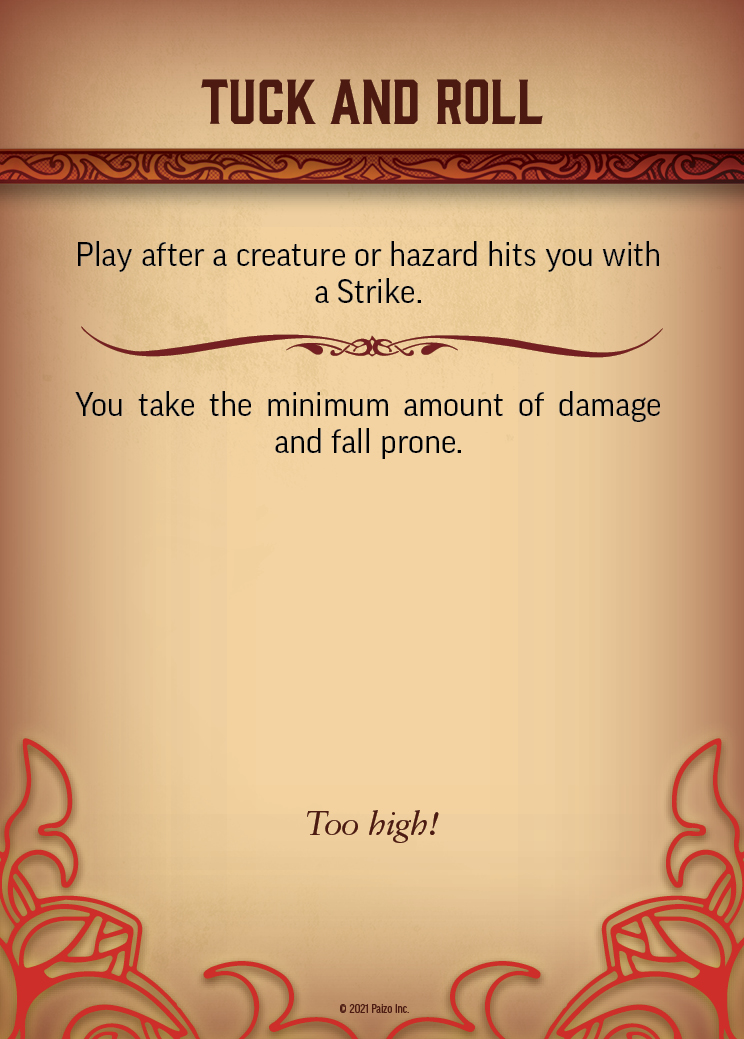 TUCK AND ROLL
Play after a creature or hazard hits you with
a Strike.
You take the minimum amount of damage
and fall prone.
Too high!
© 2021 Paizo Inc.